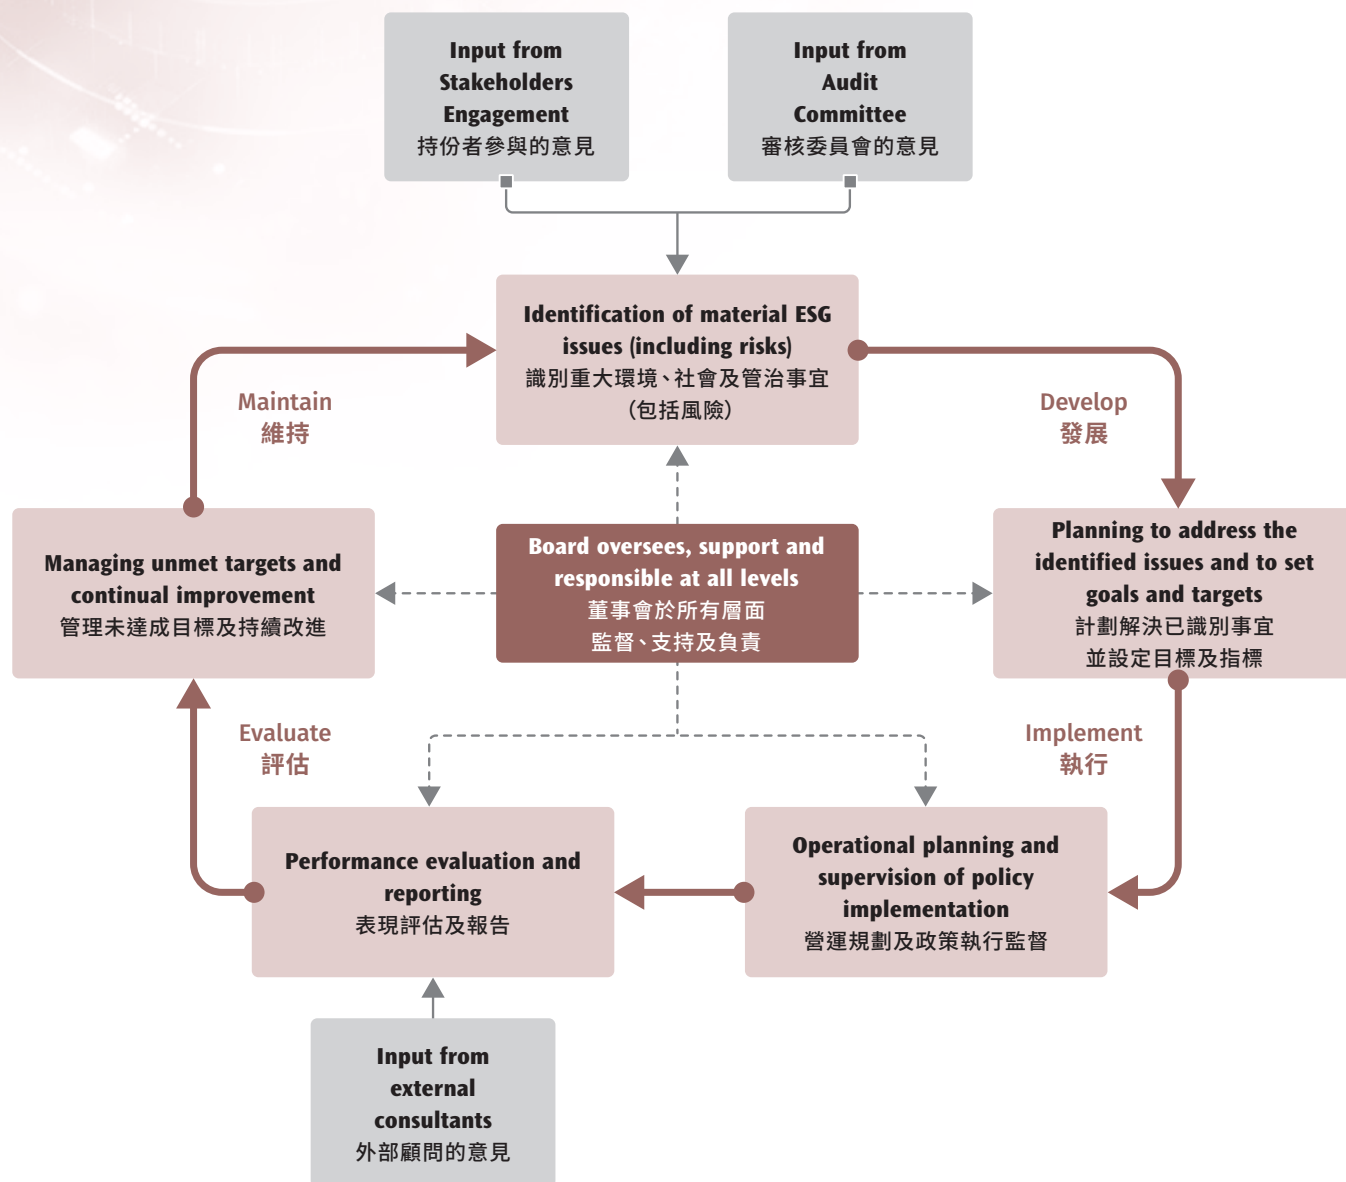 Input from
Stakeholders
Engagement
持份者參與的意見
Input from
Audit
Committee
審核委員會的意見
Identification of material ESG
issues (including risks)
識別重大環境、社會及管治事宜
（包括風險）
Maintain
維持
Develop
發展
Managing unmet targets and
continual improvement
管理未達成目標及持續改進
Board oversees, support and
responsible at all levels
董事會於所有層面
監督、支持及負責
Planning to address the
identified issues and to set
goals and targets
計劃解決已識別事宜
並設定目標及指標
Evaluate
評估
Implement
執行
Performance evaluation and
reporting
表現評估及報告
Operational planning and
supervision of policy
implementation
營運規劃及政策執行監督
Input from
external
consultants
外部顧問的意見